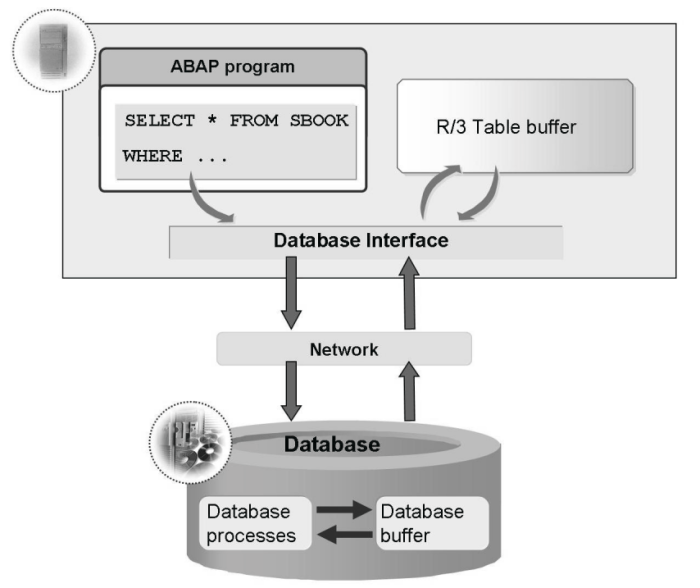 ABAP program
SELECT * FROM SBOOK
WHERE ...
R/3 Table buffer
Database Interface
Network
Database
Database
processes
Database
buffer